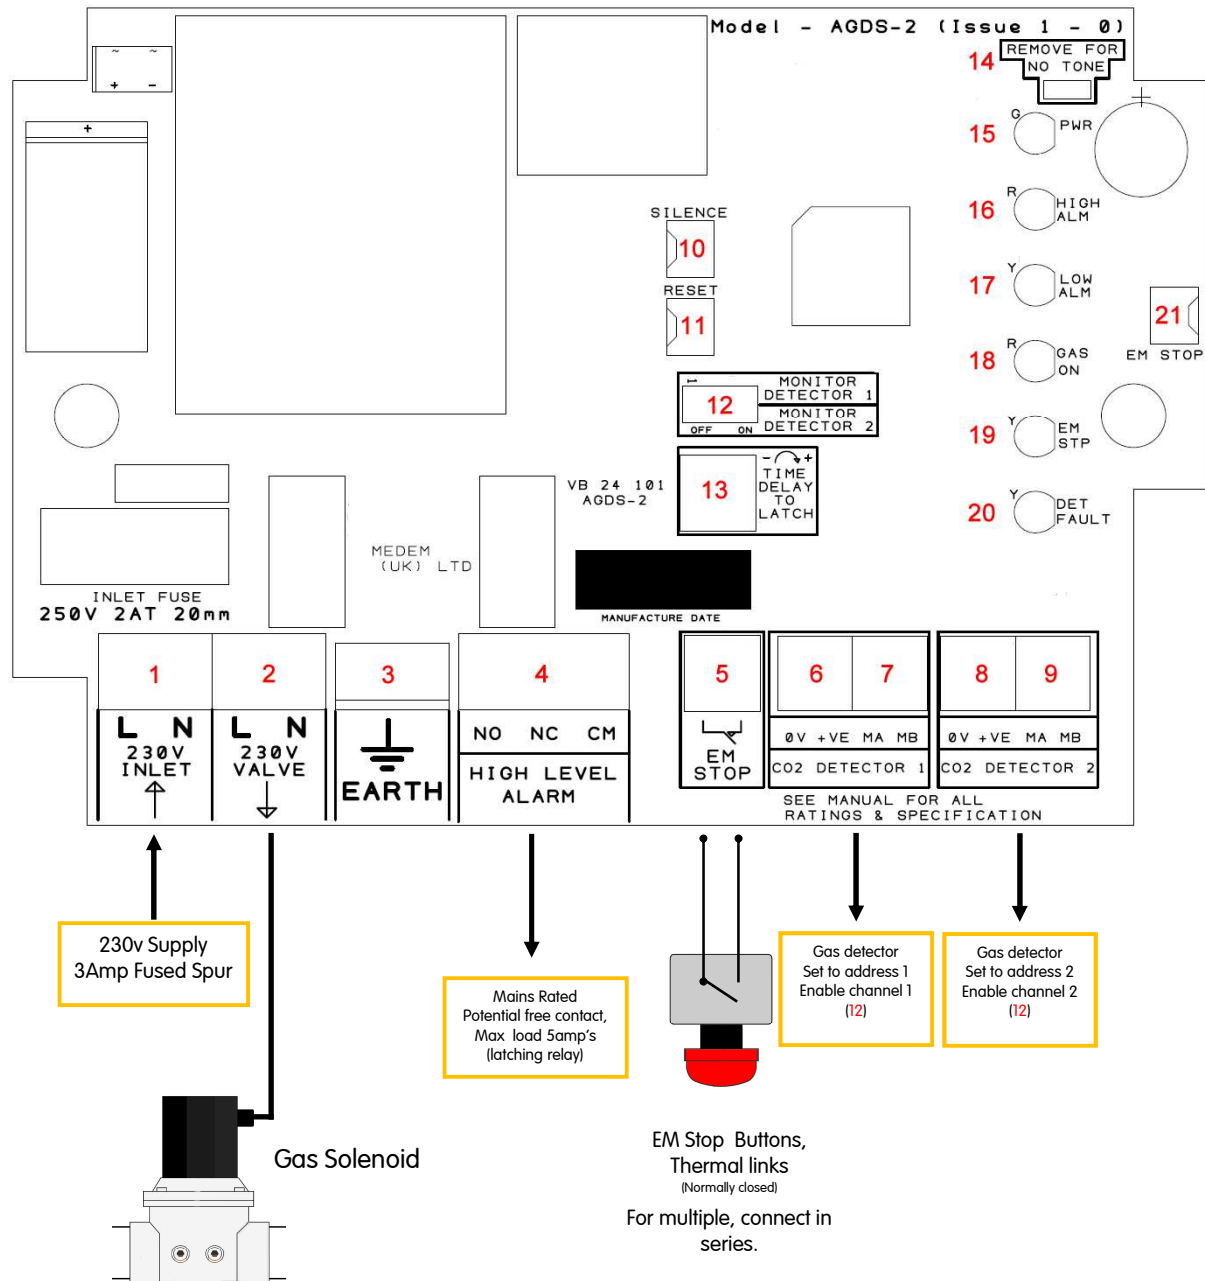 Model - AGDS-2 (Issue 1 - 0)
14
REMOVE FOR
NO TONE
~ ~
+ -
+
+
15
G
PWR
16
R
HIGH
ALM
SILENCE
10
RESET
11
17
Y
LOW
ALM
21
EM STOP
18
R
GAS
ON
1
12
OFF ON
MONITOR
DETECTOR 1
MONITOR
DETECTOR 2
19
Y
EM
STP
13
- +
TIME
DELAY
TO
LATCH
VB 24 101
AGDS-2
20
Y
DET
FAULT
MEDEM
(UK) LTD
INLET FUSE
250V 2AT 20mm
MANUFACTURE DATE
1
2
3
4
5
6
7
8
9
L N
230V
INLET
L N
230V
VALVE
EARTH
NO NC CM
HIGH LEVEL
ALARM
EM
STOP
0V +VE MA MB
CO2 DETECTOR 1
0V +VE MA MB
CO2 DETECTOR 2
SEE MANUAL FOR ALL
RATINGS & SPECIFICATION
230v Supply
3Amp Fused Spur
Mains Rated
Potential free contact,
Max load 5amp's
(latching relay)
Gas detector
Set to address 1
Enable channel 1
(12)
Gas detector
Set to address 2
Enable channel 2
(12)
Gas Solenoid
EM Stop Buttons,
Thermal links
(Normally closed)
For multiple, connect in
series.